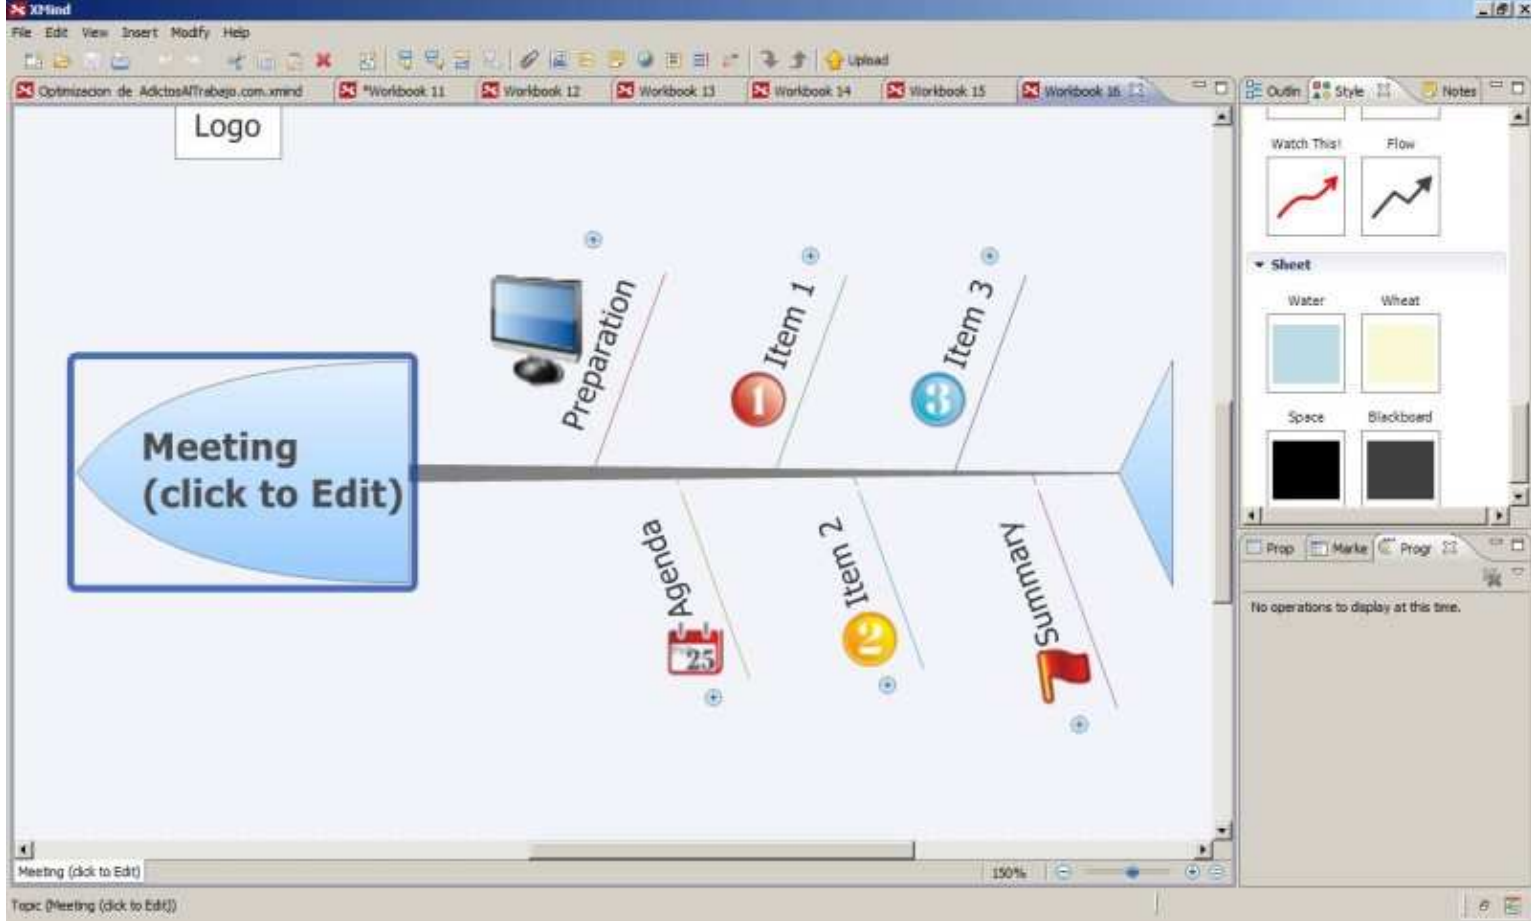 XMind
File Edit View Insert Modify Help
Upload
Optimizacion de AdictosAlTrabajo.com.xmind
*Workbook 11
Workbook 12
Workbook 13
Workbook 14
Workbook 15
Workbook 16
Outlin
Style
Notes
Logo
Watch This!
Flow
Sheet
Water
Wheat
Space
Blackboard
Preparation
1 Item 1
3 Item 3
Meeting
(click to Edit)
Agenda
25
Item 2
2
Summary
Prop
Marke
Progr
No operations to display at this time.
Meeting (click to Edit)
150%
Topic (Meeting (click to Edit))